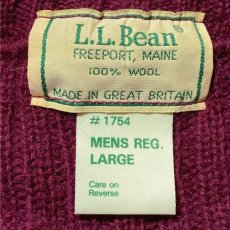 L.L.Bean®
FREEPORT, MAINE
100% WOOL
MADE IN GREAT BRITAIN
# 1754
MENS REG.
LARGE
Care on
Reverse